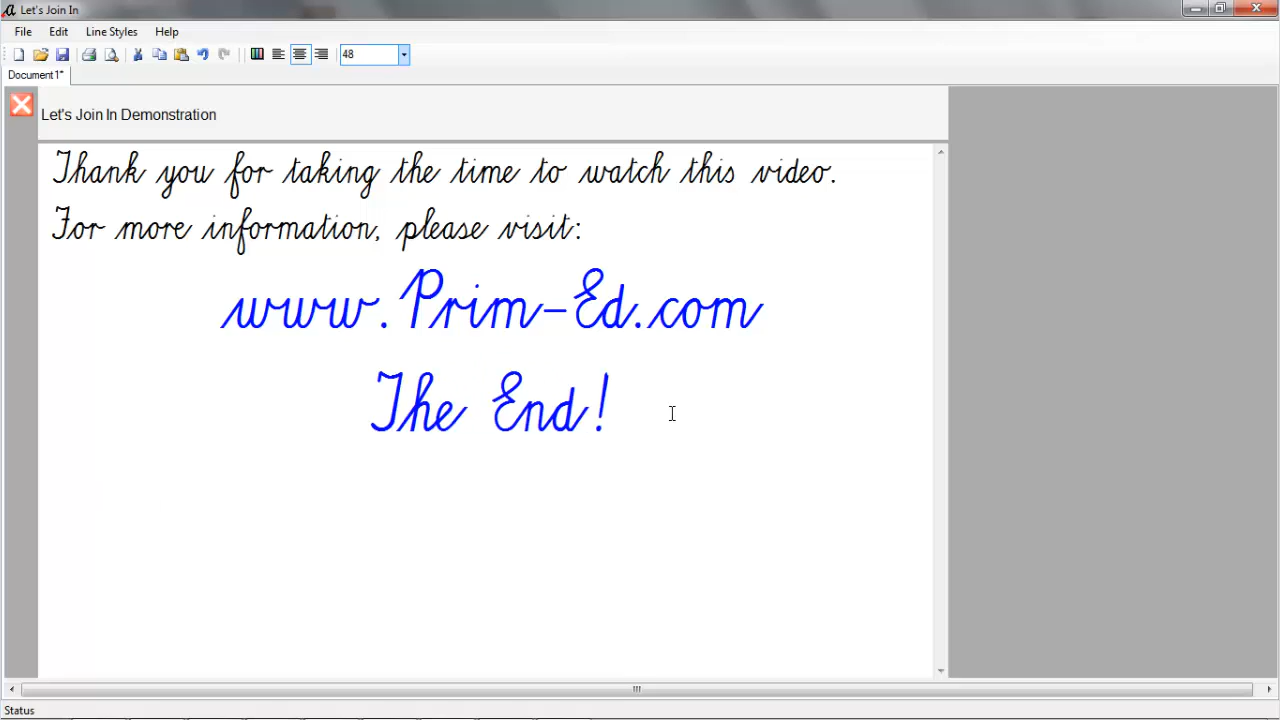 Let's Join In
File Edit Line Styles Help
48
Document1*
Let's Join In Demonstration
Thank you for taking the time to watch this video.
For more information, please visit:
www.Prim-Ed.com
The End!
Status